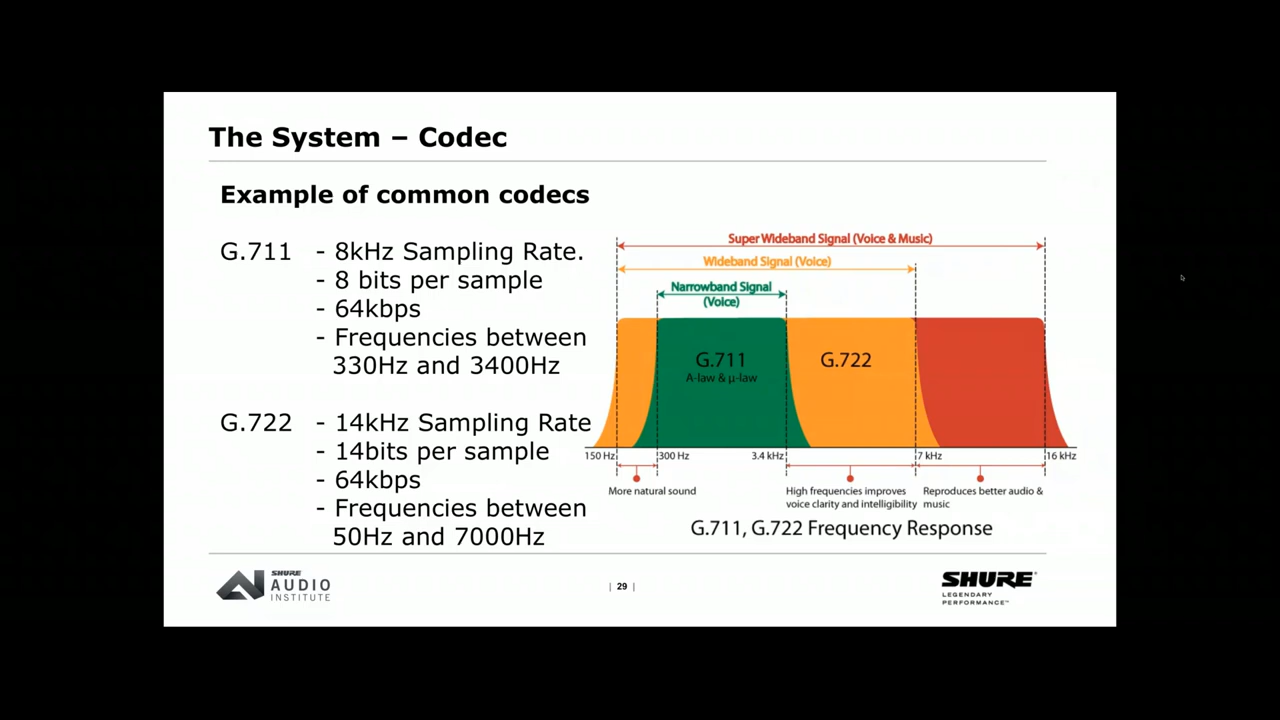 The System – Codec
Example of common codecs
G.711 - 8kHz Sampling Rate.
- 8 bits per sample
- 64kbps
- Frequencies between
330Hz and 3400Hz
G.722 - 14kHz Sampling Rate
- 14bits per sample
- 64kbps
- Frequencies between
50Hz and 7000Hz
Super Wideband Signal (Voice & Music)
Wideband Signal (Voice)
Narrowband Signal
(Voice)
G.711
A-law & µ-law
G.722
150 Hz 300 Hz 3.4 kHz 7 kHz 16 kHz
More natural sound
High frequencies improves
voice clarity and intelligibility
Reproduces better audio &
music
G.711, G.722 Frequency Response
SHURE
AUDIO
INSTITUTE
| 29 |
SHURE
LEGENDARY
PERFORMANCE™